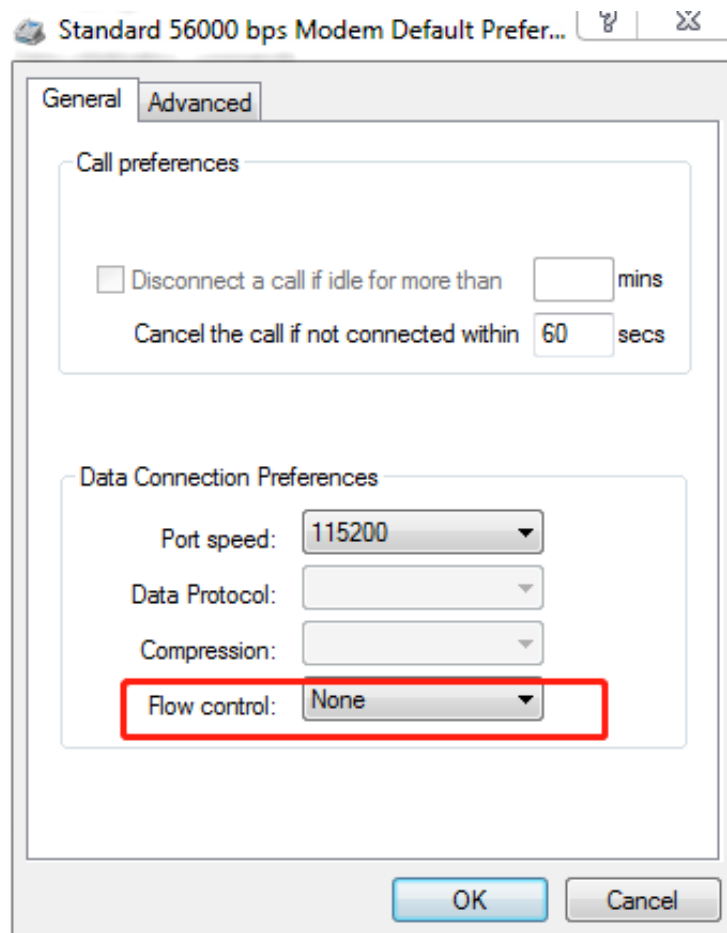 Standard 56000 bps Modem Default Prefer...
General Advanced
Call preferences
Disconnect a call if idle for more than mins
Cancel the call if not connected within 60 secs
Data Connection Preferences
Port speed: 115200
Data Protocol:
Compression:
Flow control: None
OK Cancel